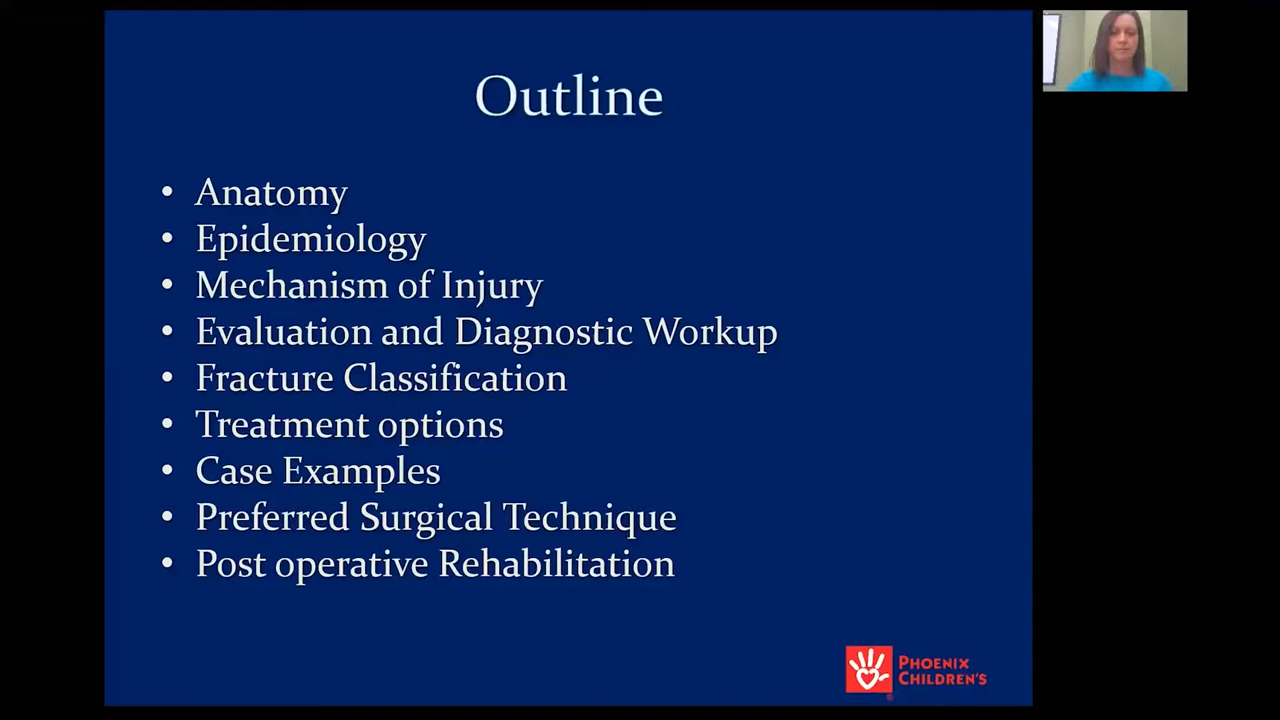 Outline
• Anatomy
• Epidemiology
• Mechanism of Injury
• Evaluation and Diagnostic Workup
• Fracture Classification
• Treatment options
• Case Examples
• Preferred Surgical Technique
• Post operative Rehabilitation
PHOENIX
CHILDREN'S